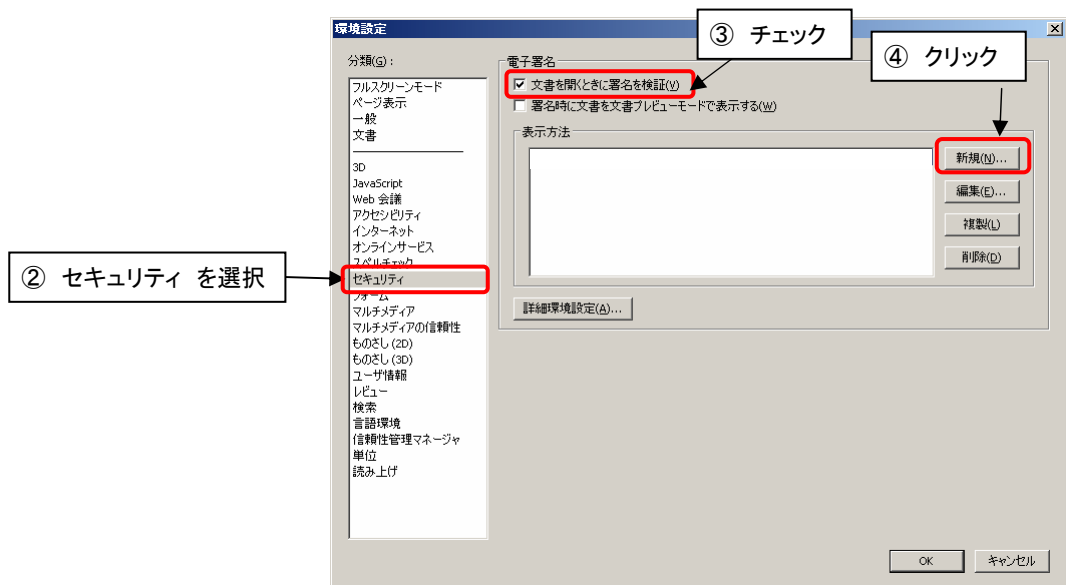 環境設定
③ チェック
④ クリック
② セキュリティ を選択
分類(G):
フルスクリーンモード
ページ表示
一般
文書
3D
JavaScript
Web 会議
アクセシビリティ
インターネット
オンラインサービス
スペルチェック
セキュリティ
フォーム
マルチメディア
マルチメディアの信頼性
ものさし (2D)
ものさし (3D)
ユーザ情報
レビュー
検索
言語環境
信頼性管理マネージャ
単位
読み上げ
電子署名
文書を開くときに署名を検証(V)
署名時に文書を文書プレビューモードで表示する(W)
表示方法
新規(N)...
編集(E)...
複製(L)
削除(D)
詳細環境設定(A)...
OK
キャンセル